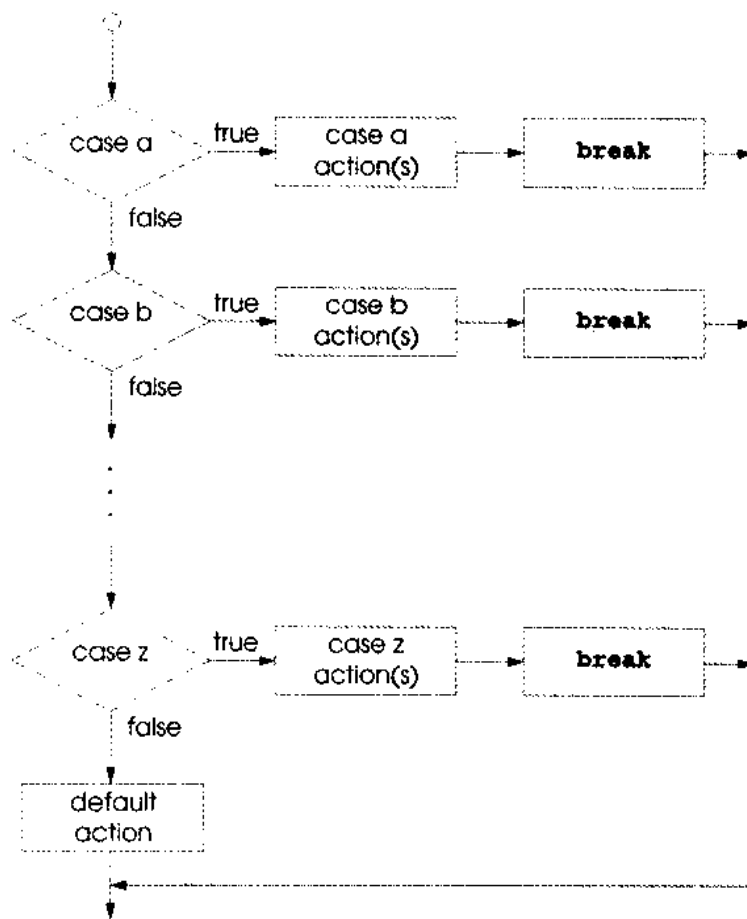 case a
true
case a
action(s)
break
false
case b
true
case b
action(s)
break
false
case z
true
case z
action(s)
break
false
default
action